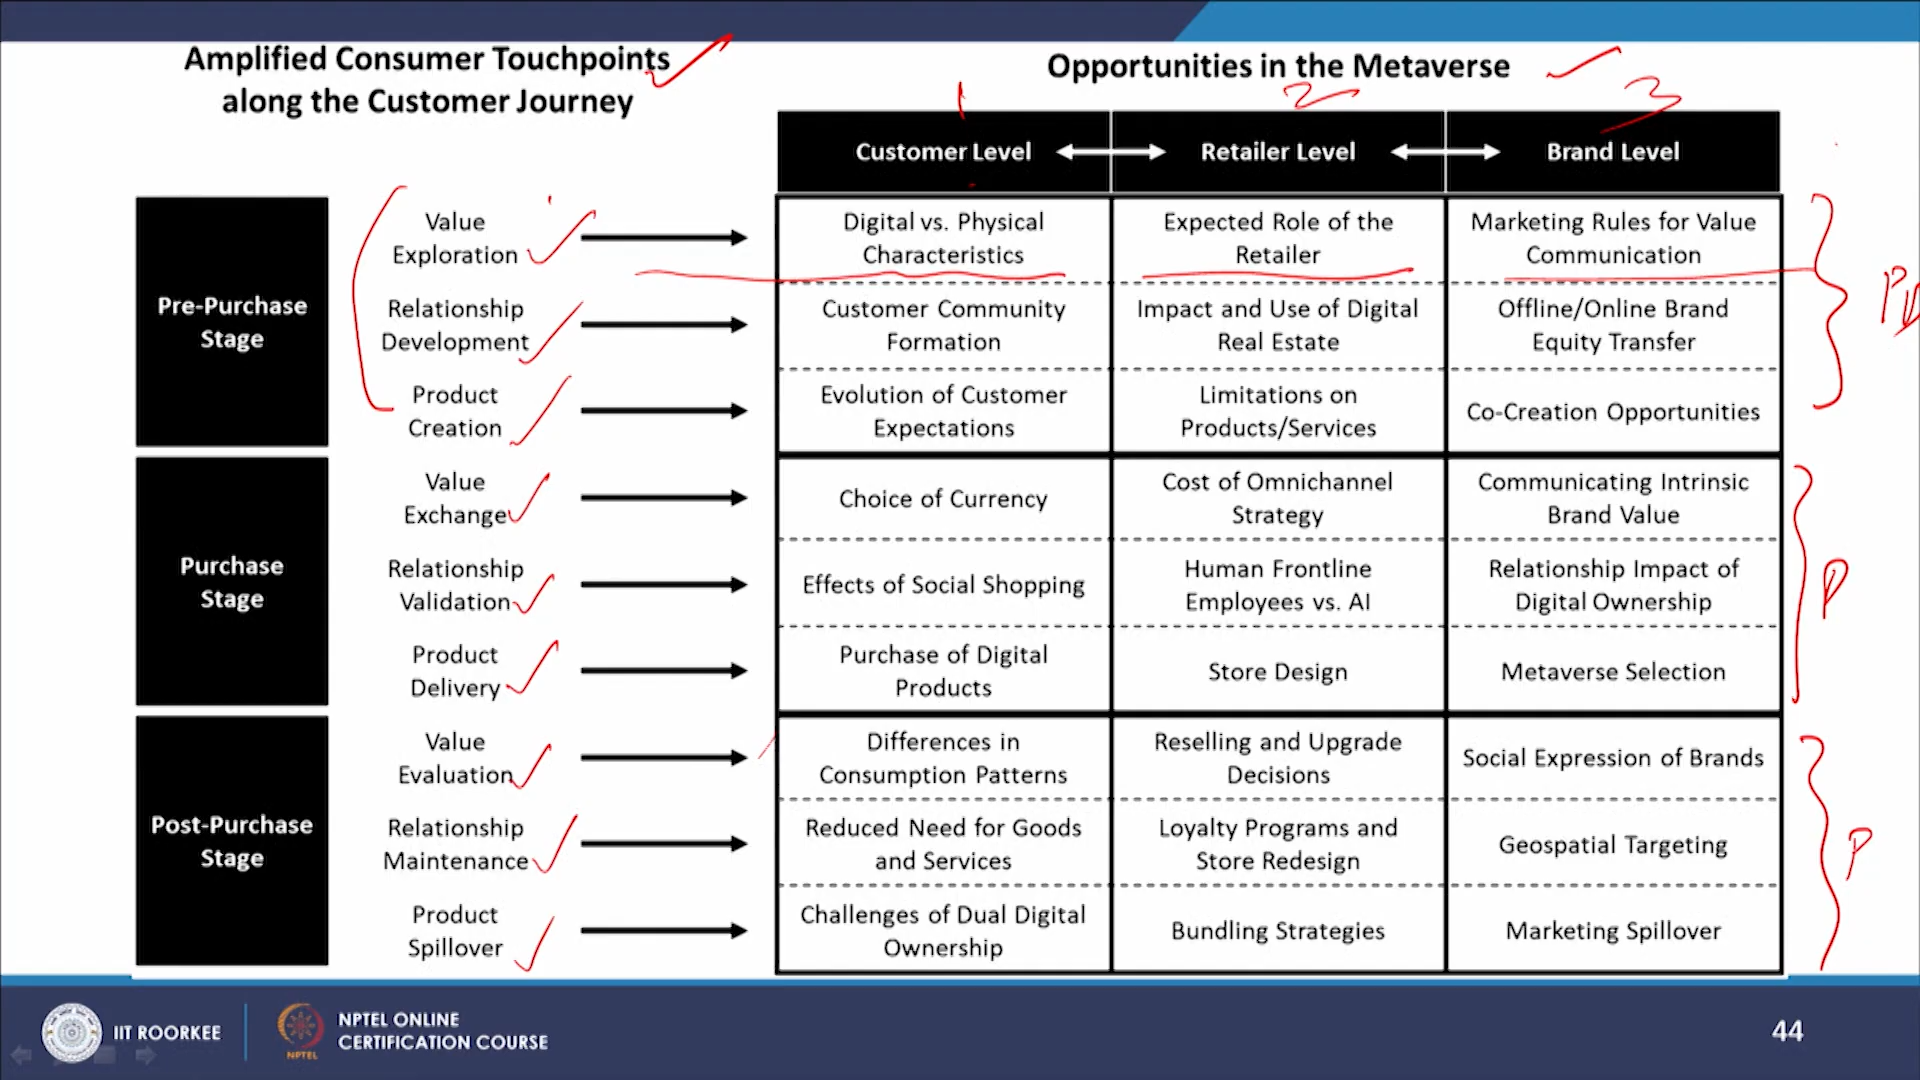 Amplified Consumer Touchpoints
along the Customer Journey
Opportunities in the Metaverse
1
2
3
Customer Level
Retailer Level
Brand Level
Pre-Purchase
Stage
Value
Exploration
Digital vs. Physical
Characteristics
Expected Role of the
Retailer
Marketing Rules for Value
Communication
Relationship
Development
Customer Community
Formation
Impact and Use of Digital
Real Estate
Offline/Online Brand
Equity Transfer
Product
Creation
Evolution of Customer
Expectations
Limitations on
Products/Services
Co-Creation Opportunities
Purchase
Stage
Value
Exchange
Choice of Currency
Cost of Omnichannel
Strategy
Communicating Intrinsic
Brand Value
Relationship
Validation
Effects of Social Shopping
Human Frontline
Employees vs. AI
Relationship Impact of
Digital Ownership
P
Product
Delivery
Purchase of Digital
Products
Store Design
Metaverse Selection
Post-Purchase
Stage
Value
Evaluation
Differences in
Consumption Patterns
Reselling and Upgrade
Decisions
Social Expression of Brands
Relationship
Maintenance
Reduced Need for Goods
and Services
Loyalty Programs and
Store Redesign
Geospatial Targeting
P
Product
Spillover
Challenges of Dual Digital
Ownership
Bundling Strategies
Marketing Spillover
IIT ROORKEE
NPTEL
NPTEL ONLINE
CERTIFICATION COURSE
44